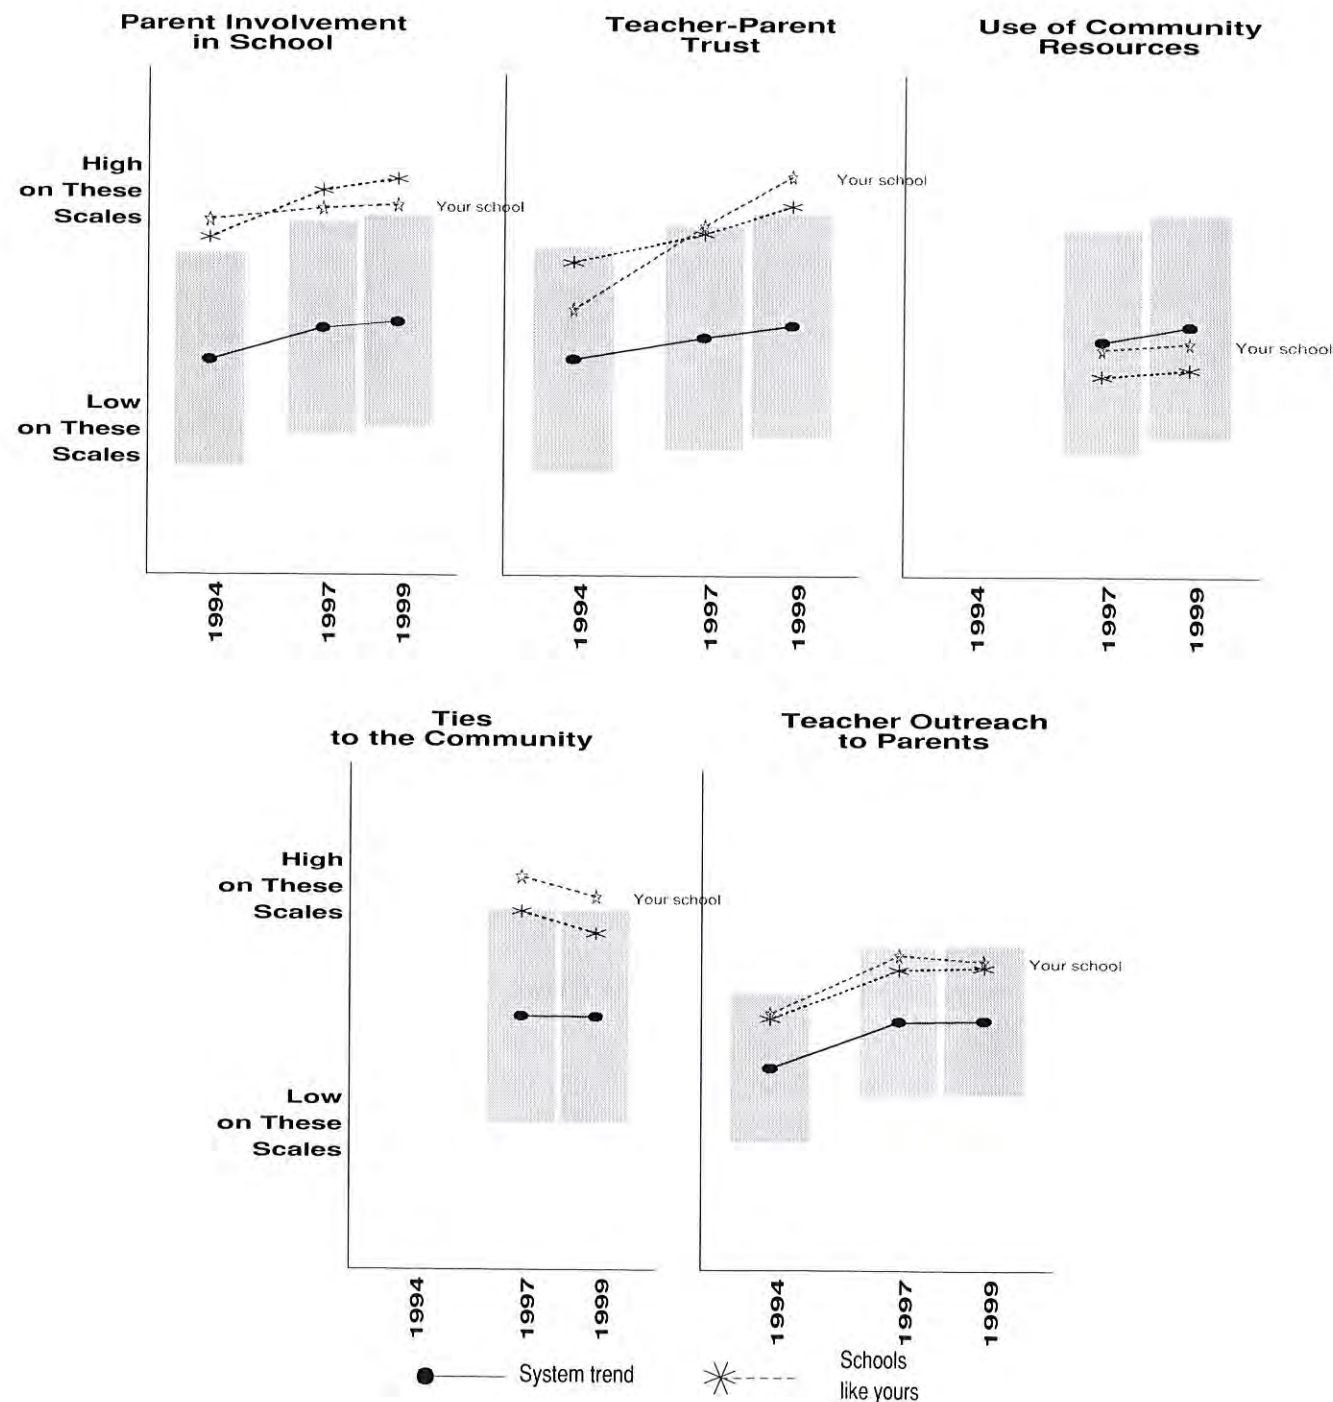 Parent Involvement
in School
Teacher-Parent
Trust
Use of Community
Resources
High
on These
Scales
Low
on These
Scales
Your school
Your school
Your school
1994
1997
1999
1994
1997
1999
1994
1997
1999
Ties
to the Community
Teacher Outreach
to Parents
High
on These
Scales
Low
on These
Scales
Your school
Your school
1994
1997
1999
1994
1997
1999
System trend
Schools
like yours